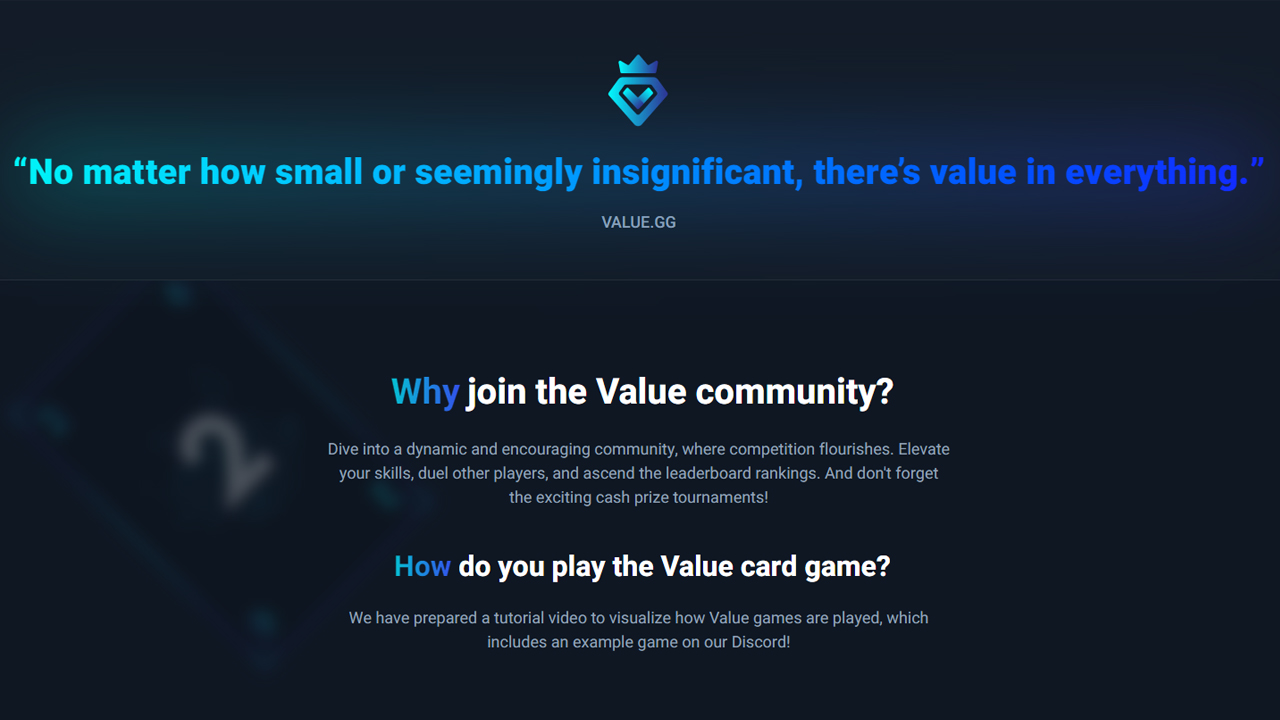 “No matter how small or seemingly insignificant, there’s value in everything.”
VALUE.GG
2
Why join the Value community?
Dive into a dynamic and encouraging community, where competition flourishes. Elevate
your skills, duel other players, and ascend the leaderboard rankings. And don't forget
the exciting cash prize tournaments!
How do you play the Value card game?
We have prepared a tutorial video to visualize how Value games are played, which
includes an example game on our Discord!